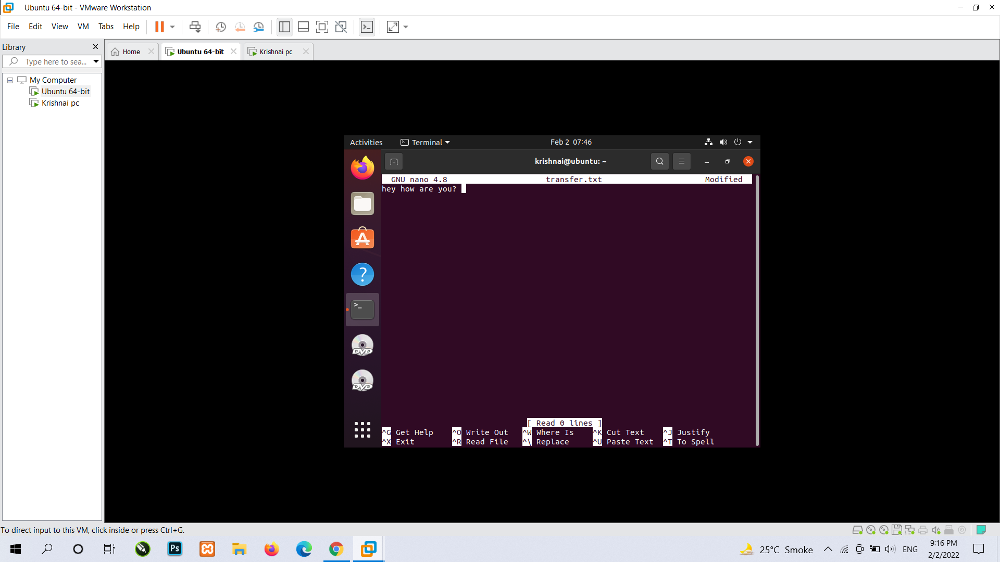 Ubuntu 64-bit - VMware Workstation
File Edit View VM Tabs Help
Library
Type here to sea...
My Computer
Ubuntu 64-bit
Krishnai pc
Home
Ubuntu 64-bit
Krishnai pc
Activities Terminal Feb 2 07:46
krishnai@ubuntu: ~
GNU nano 4.8 transfer.txt Modified
hey how are you?
>_
DVD
DVD
[ Read 0 lines ]
^G Get Help ^O Write Out ^W Where Is ^K Cut Text ^J Justify
^X Exit ^R Read File ^\ Replace ^U Paste Text ^T To Spell
To direct input to this VM, click inside or press Ctrl+G.
Ps
25°C Smoke ENG
9:16 PM
2/2/2022